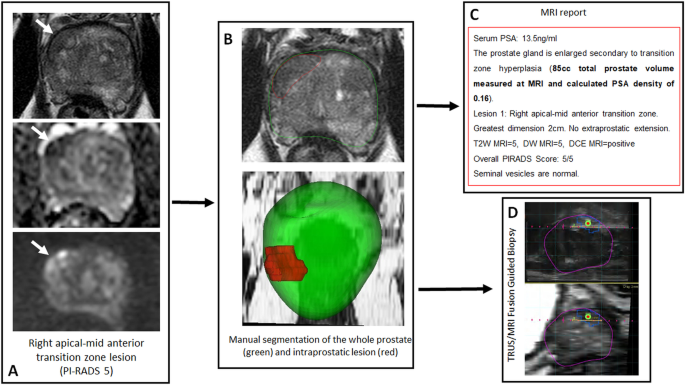 A
Right apical-mid anterior
transition zone lesion
(PI-RADS 5)
B
Manual segmentation of the whole prostate
(green) and intraprostatic lesion (red)
C
MRI report
Serum PSA: 13.5ng/ml
The prostate gland is enlarged secondary to transition
zone hyperplasia (85cc total prostate volume
measured at MRI and calculated PSA density of
0.16).
Lesion 1: Right apical-mid anterior transition zone.
Greatest dimension 2cm. No extraprostatic extension.
T2W MRI=5, DW MRI=5, DCE MRI=positive
Overall PIRADS Score: 5/5
Seminal vesicles are normal.
D
TRUS/MRI Fusion Guided Biopsy